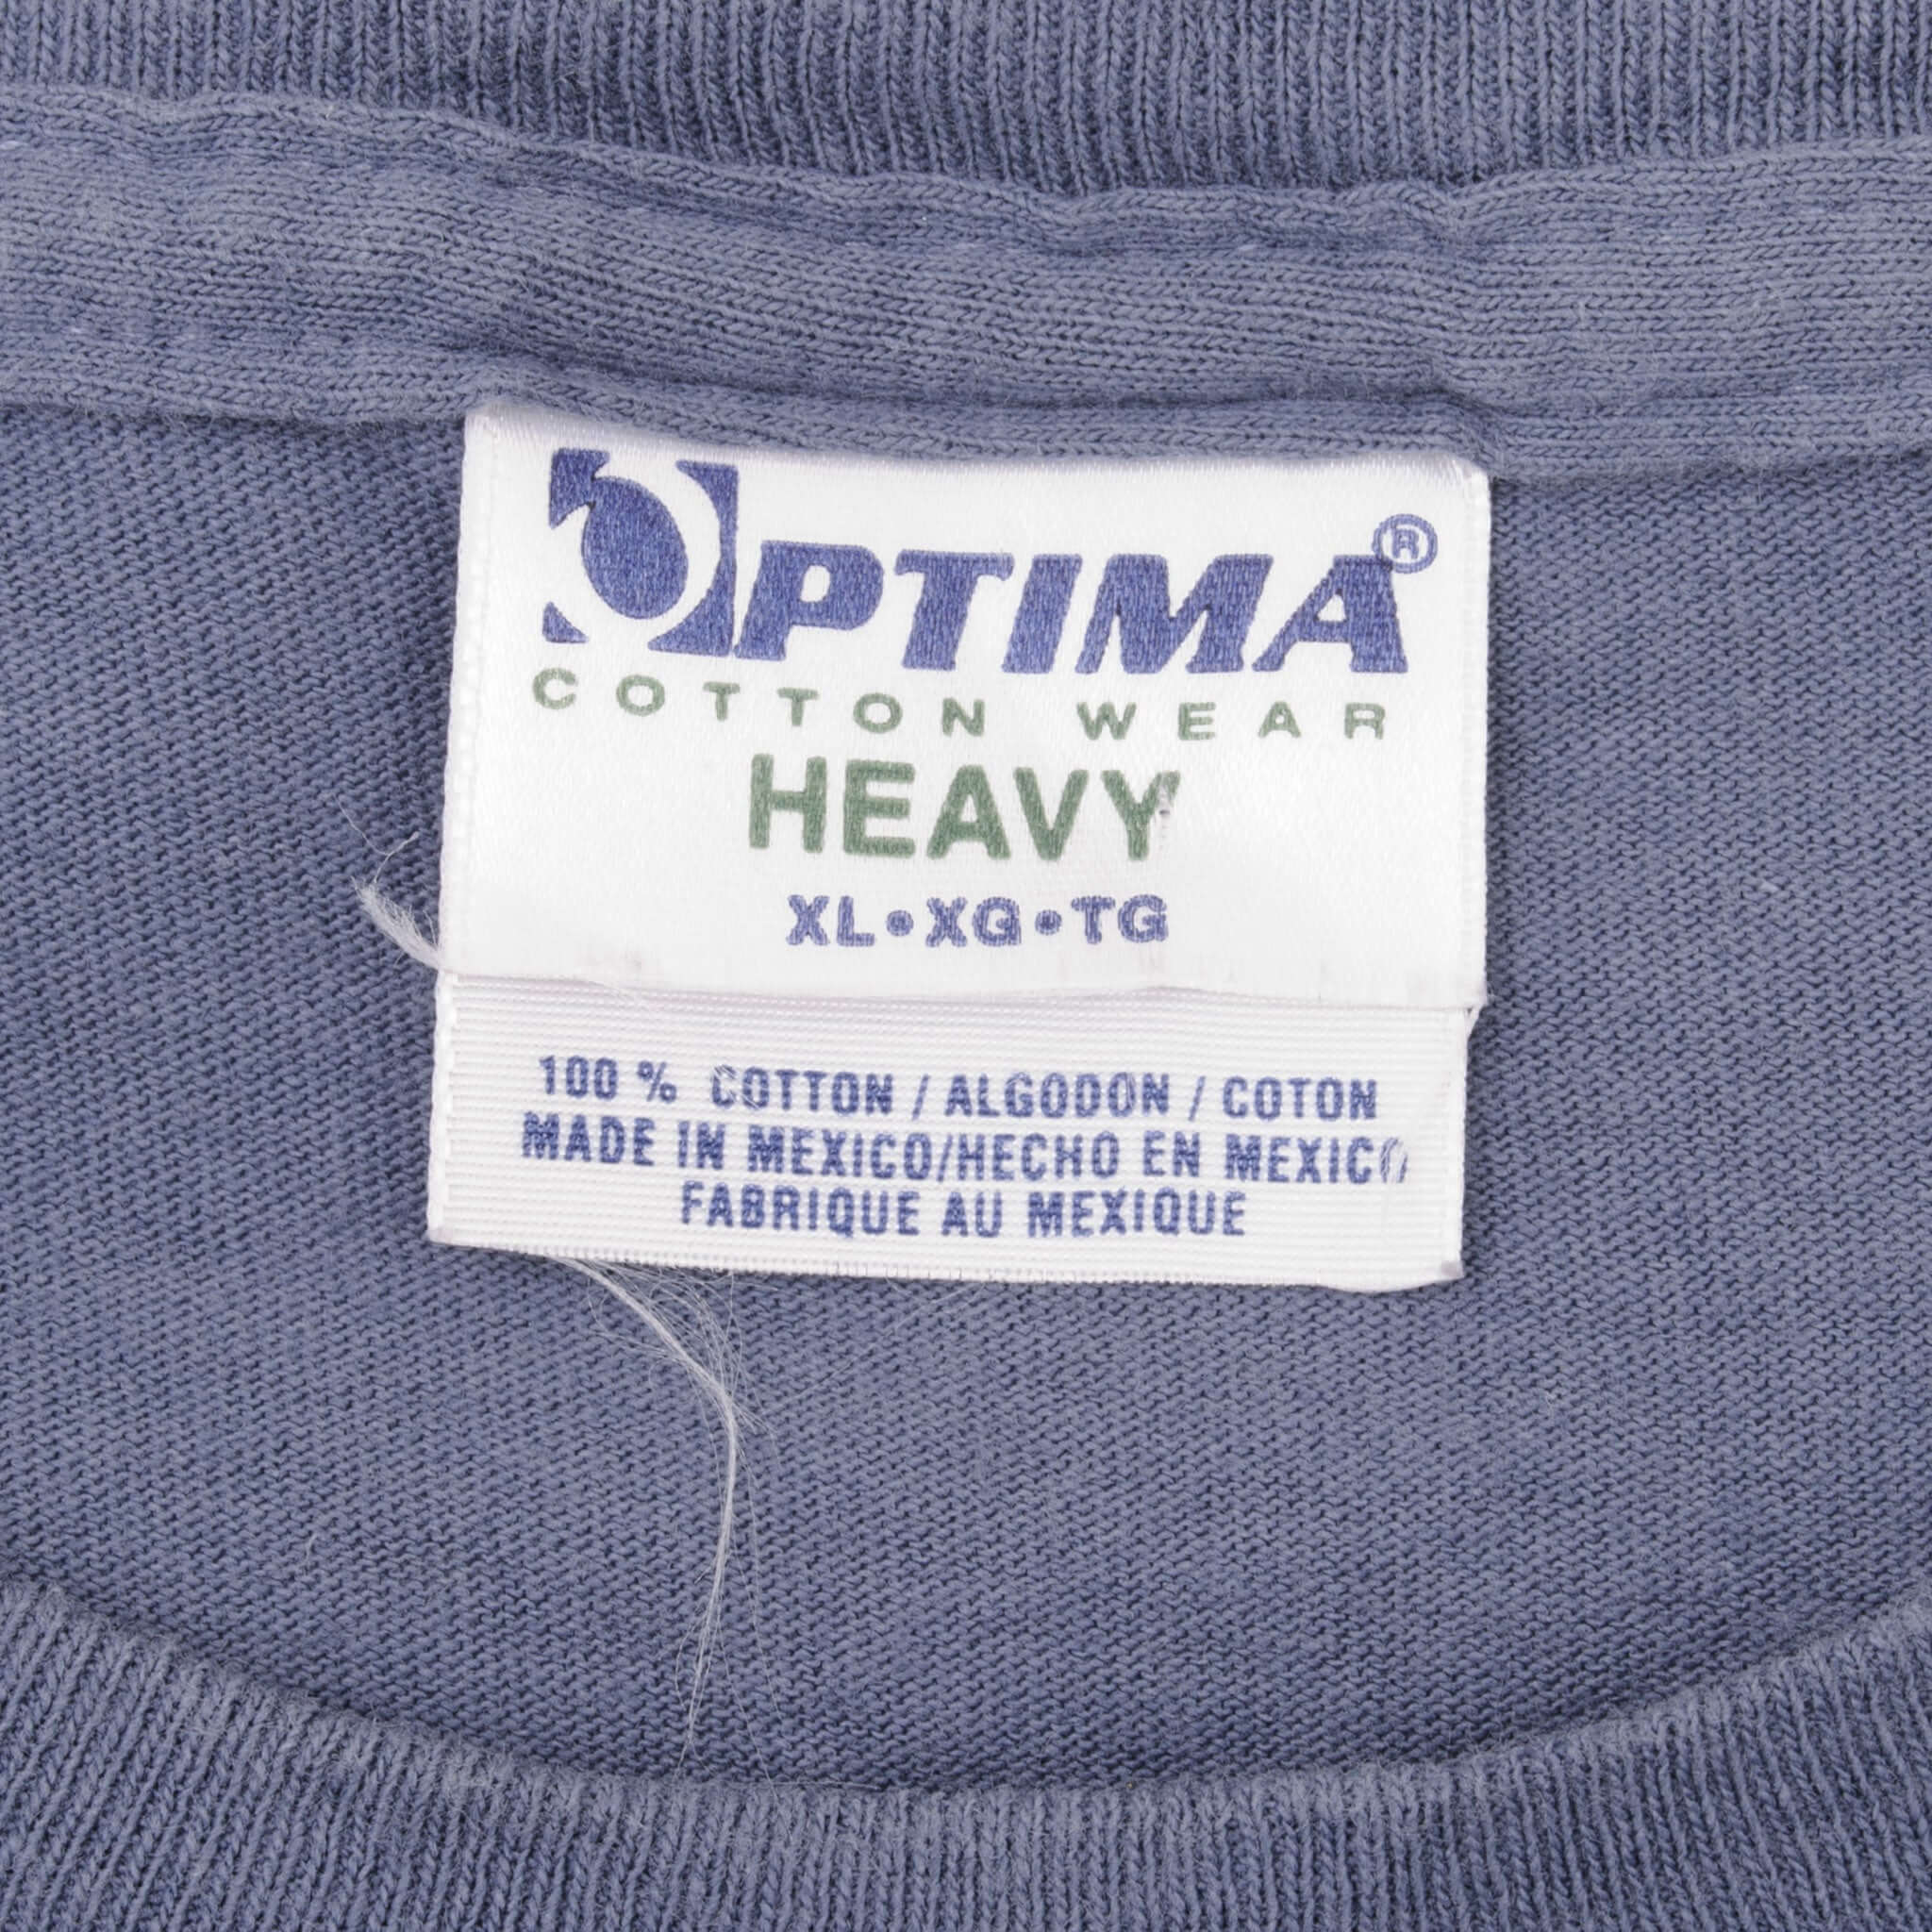 OPTIMA®
COTTON WEAR
HEAVY
XL•XG•TG
100 % COTTON / ALGODON / COTON
MADE IN MEXICO/HECHO EN MEXICO
FABRIQUE AU MEXIQUE